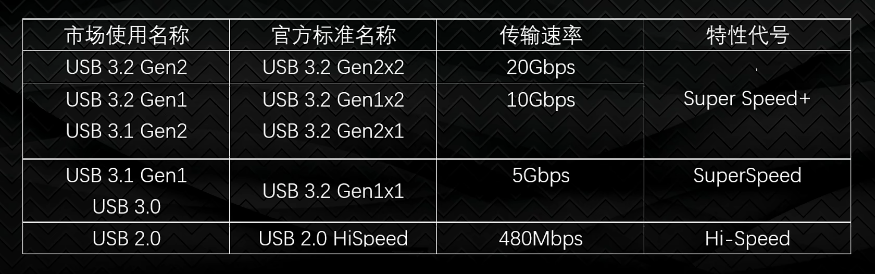 市场使用名称 官方标准名称 传输速率 特性代号
USB 3.2 Gen2 USB 3.2 Gen2x2 20Gbps
USB 3.2 Gen1 USB 3.2 Gen1x2 10Gbps Super Speed+
USB 3.1 Gen2 USB 3.2 Gen2x1
USB 3.1 Gen1 5Gbps SuperSpeed
USB 3.2 Gen1x1
USB 3.0
USB 2.0 USB 2.0 HiSpeed 480Mbps Hi-Speed